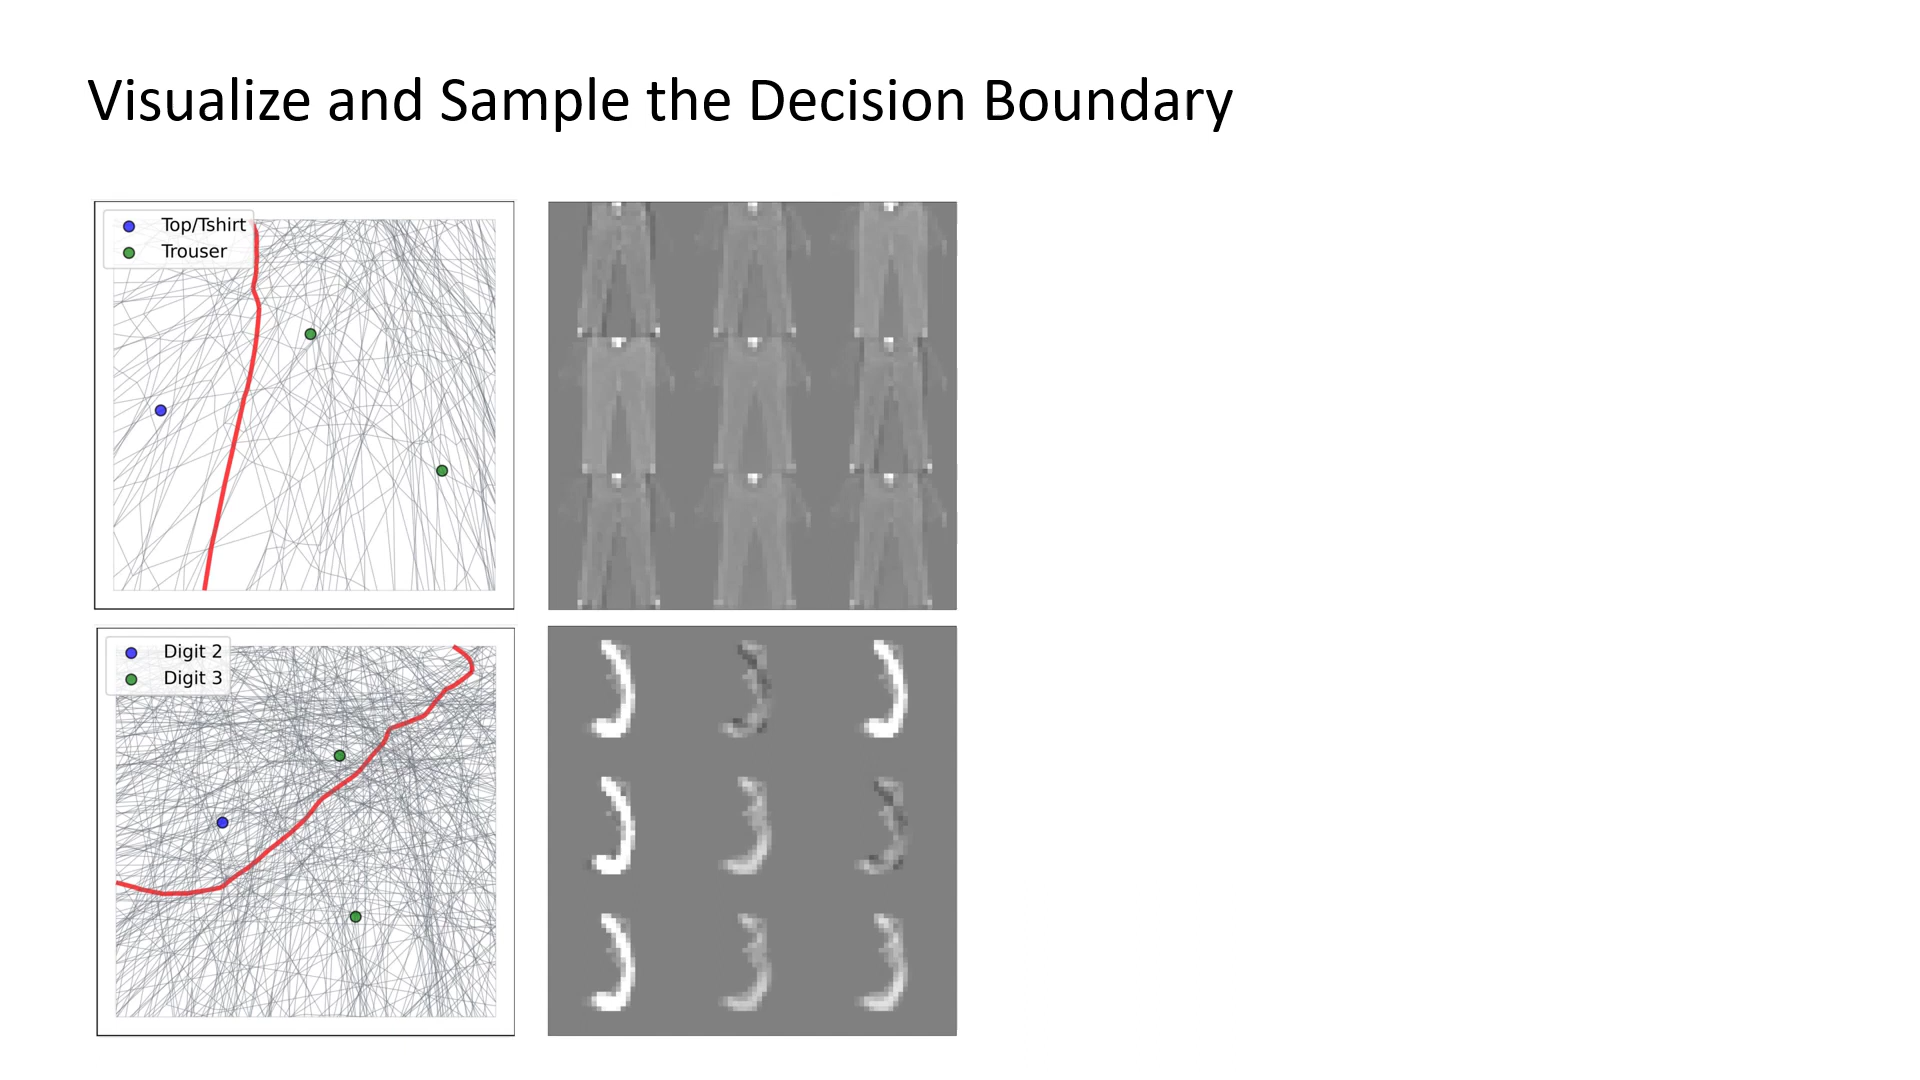 Visualize and Sample the Decision Boundary
Top/Tshirt
Trouser
Digit 2
Digit 3